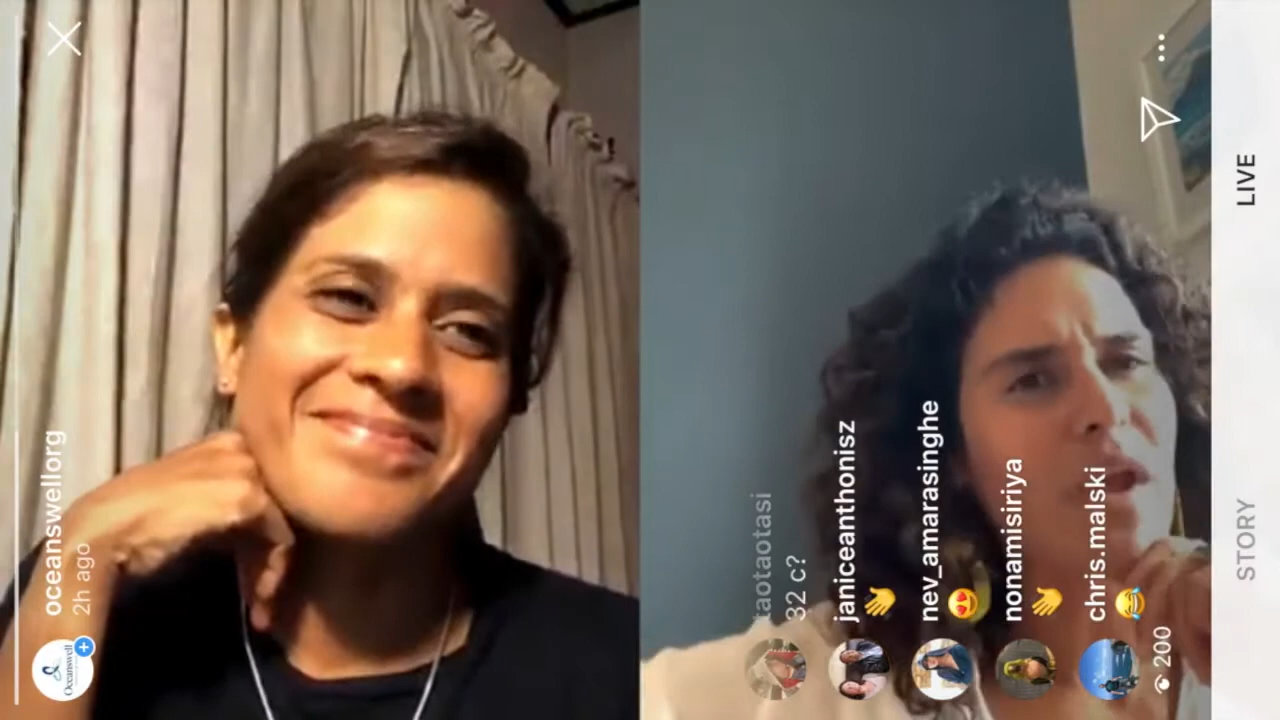 oceanswellorg
2h ago
Oceanswell
taotaotasi
32 c?
janiceanthonisz
👋
nev_amarasinghe
😍
nonamisiriya
👋
chris.malski
😂
200
STORY
LIVE